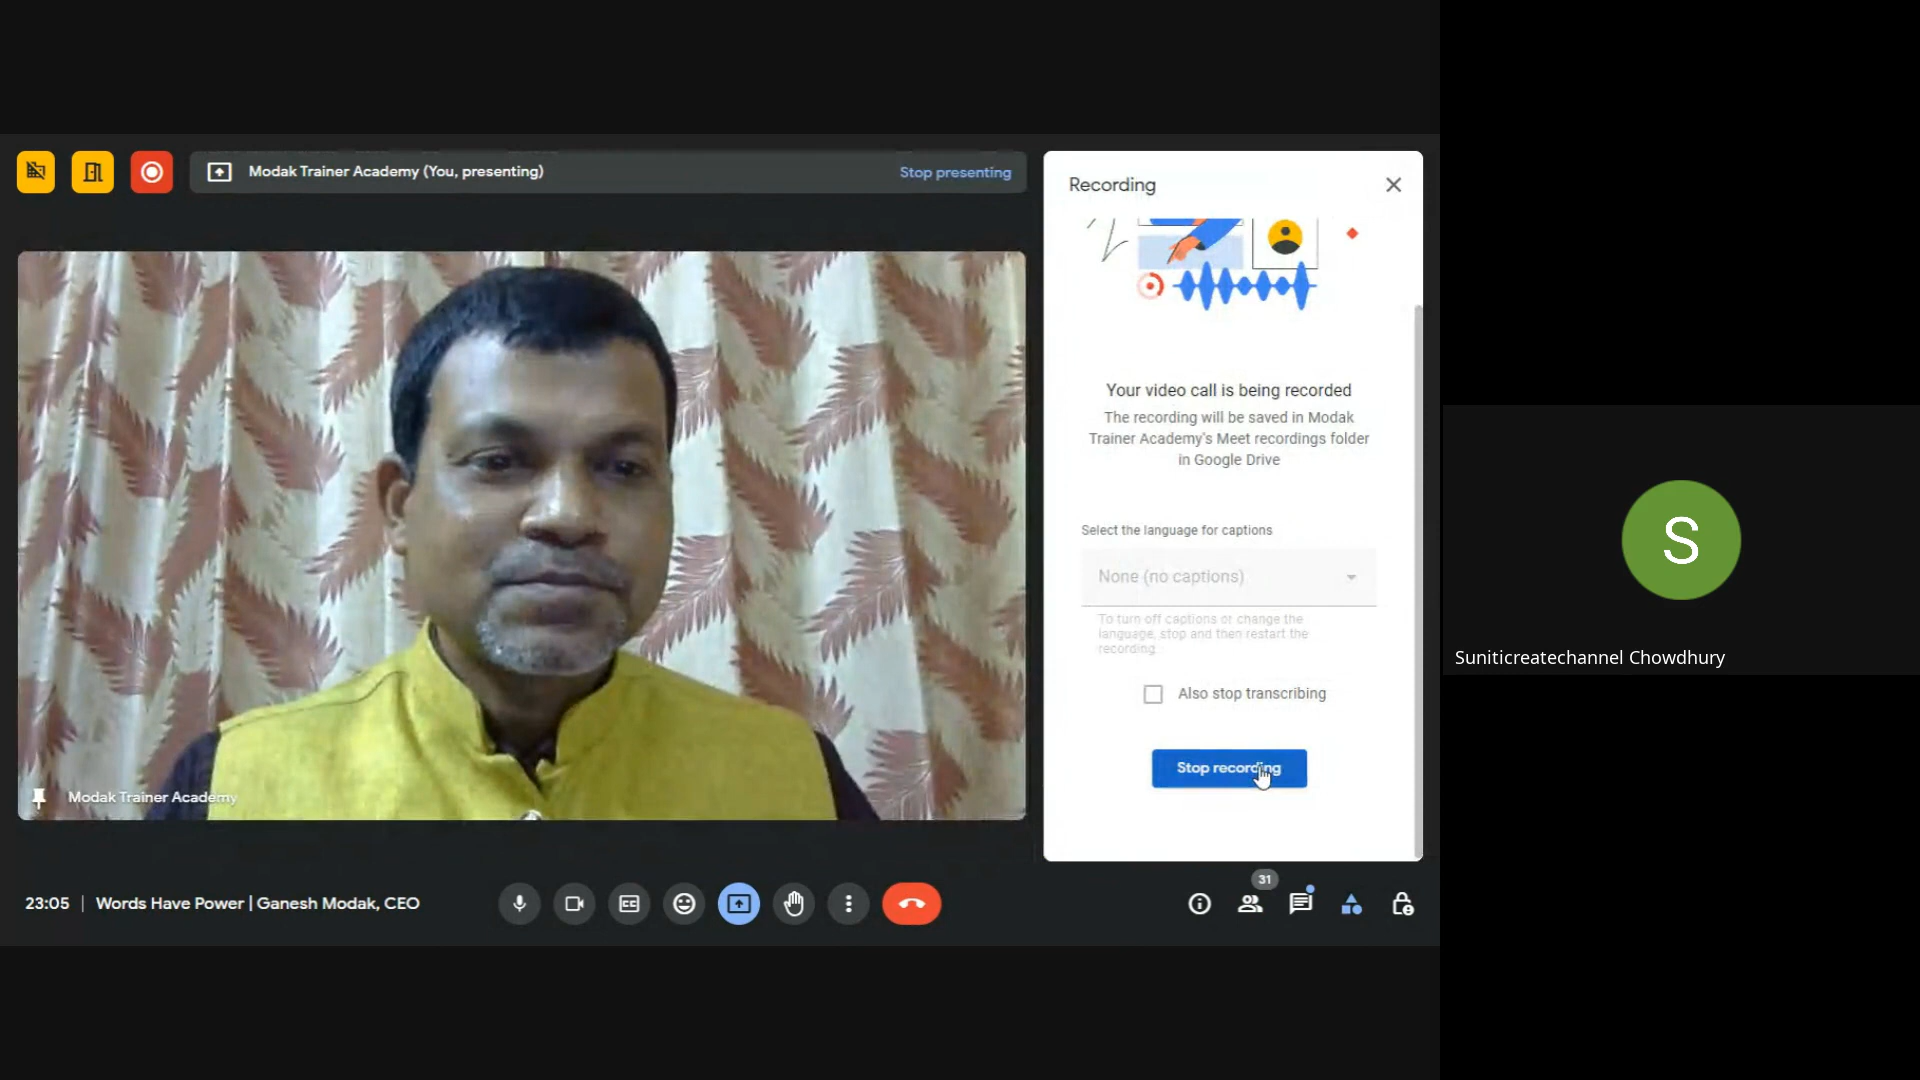 Modak Trainer Academy (You, presenting)
Stop presenting
Recording
Your video call is being recorded
The recording will be saved in Modak
Trainer Academy's Meet recordings folder
in Google Drive
Select the language for captions
None (no captions)
To turn off captions or change the
language, stop and then restart the
recording.
Also stop transcribing
Stop recording
Modak Trainer Academy
23:05 | Words Have Power | Ganesh Modak, CEO
CC
31
S
Suniticreatechannel Chowdhury